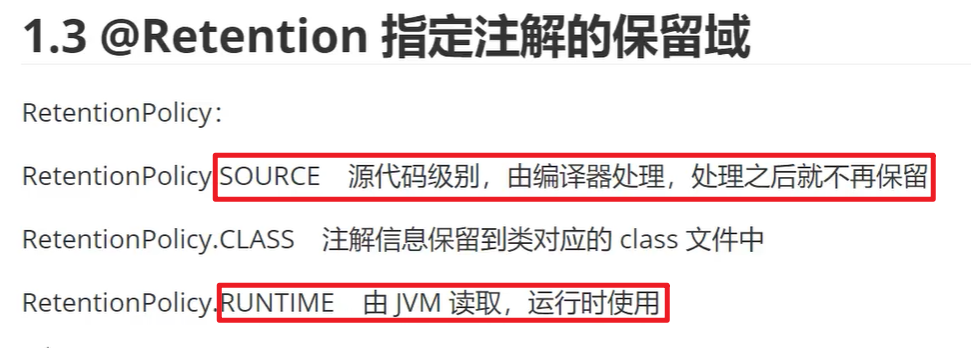 1.3 @Retention 指定注解的保留域
RetentionPolicy：
RetentionPolicy.SOURCE 源代码级别，由编译器处理，处理之后就不再保留
RetentionPolicy.CLASS 注解信息保留到类对应的 class 文件中
RetentionPolicy.RUNTIME 由 JVM 读取，运行时使用